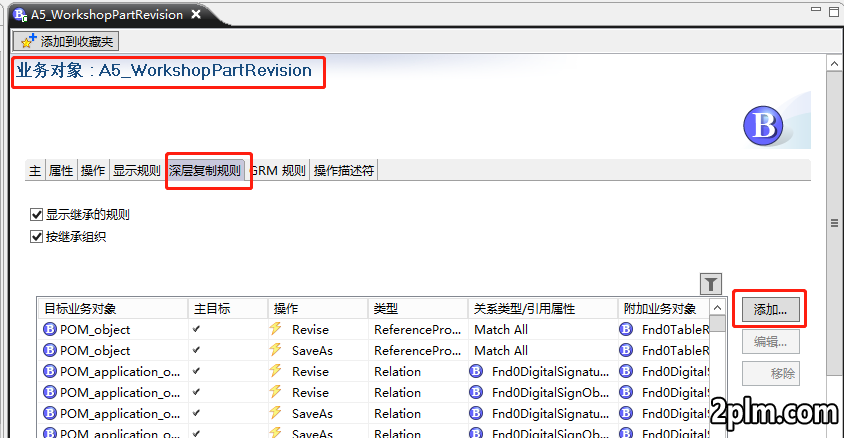 A5_WorkshopPartRevision
添加到收藏夹
业务对象 : A5_WorkshopPartRevision
B
主 属性 操作 显示规则 深层复制规则 GRM 规则 操作描述符
显示继承的规则
按继承组织
目标业务对象 主目标 操作 类型 关系类型/引用属性 附加业务对象
添加...
POM_object Revise ReferencePro... Match All Fnd0TableR
POM_object SaveAs ReferencePro... Match All Fnd0TableR
编辑...
POM_application_o... Revise Relation Fnd0DigitalSignatu... Fnd0DigitalS
移除
POM_application_o... Revise Relation Fnd0DigitalSignOb... Fnd0Digital
POM_application_o... SaveAs Relation Fnd0DigitalSignatu... Fnd0DigitalS
POM_application_o... SaveAs Relation Fnd0DigitalSignOb... Fnd0Digital
2plm.com